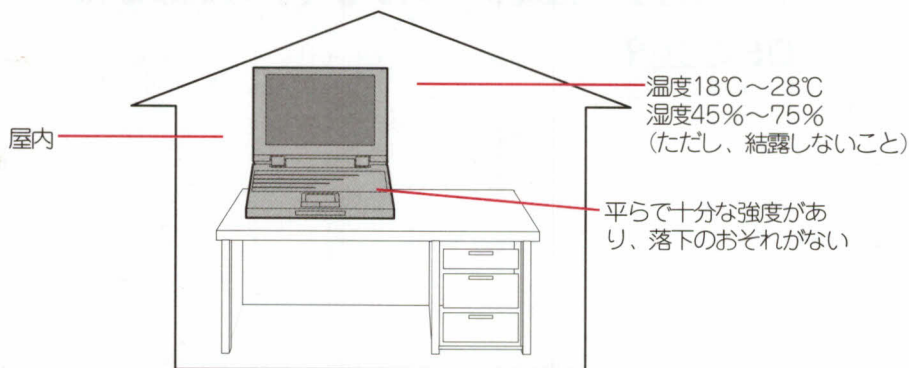 屋内
温度18℃～28℃
湿度45%～75%
(ただし、結露しないこと)
平らで十分な強度があ
り、落下のおそれがない